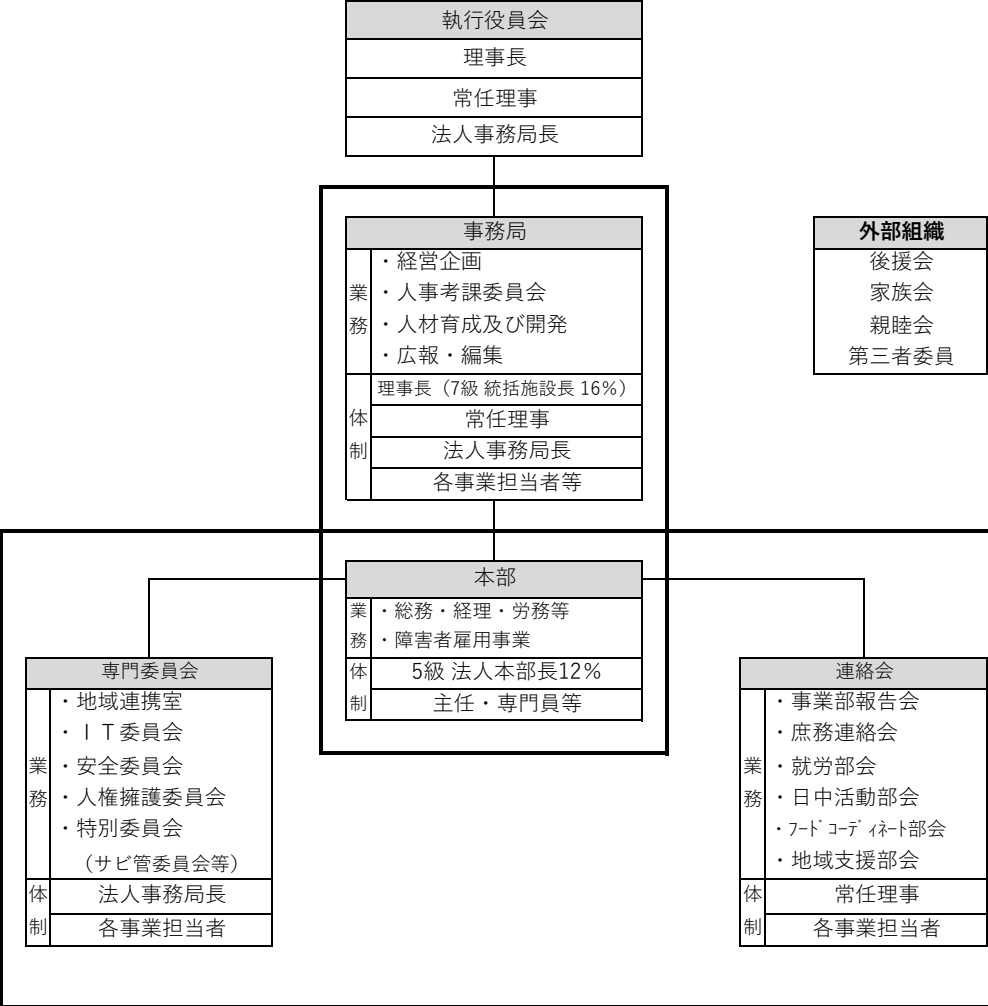 執行役員会
理事長
常任理事
法人事務局長
事務局
業務
・経営企画
・人事考課委員会
・人材育成及び開発
・広報・編集
体制
理事長（7級 統括施設長 16%）
常任理事
法人事務局長
各事業担当者等
外部組織
後援会
家族会
親睦会
第三者委員
本部
業務
・総務・経理・労務等
・障害者雇用事業
体制
5級 法人本部長12%
主任・専門員等
専門委員会
業務
・地域連携室
・ＩＴ委員会
・安全委員会
・人権擁護委員会
・特別委員会
（サビ管委員会等）
体制
法人事務局長
各事業担当者
連絡会
業務
・事業部報告会
・庶務連絡会
・就労部会
・日中活動部会
・ﾌｰﾄﾞｺｰﾃﾞｨﾈｰﾄ部会
・地域支援部会
体制
常任理事
各事業担当者